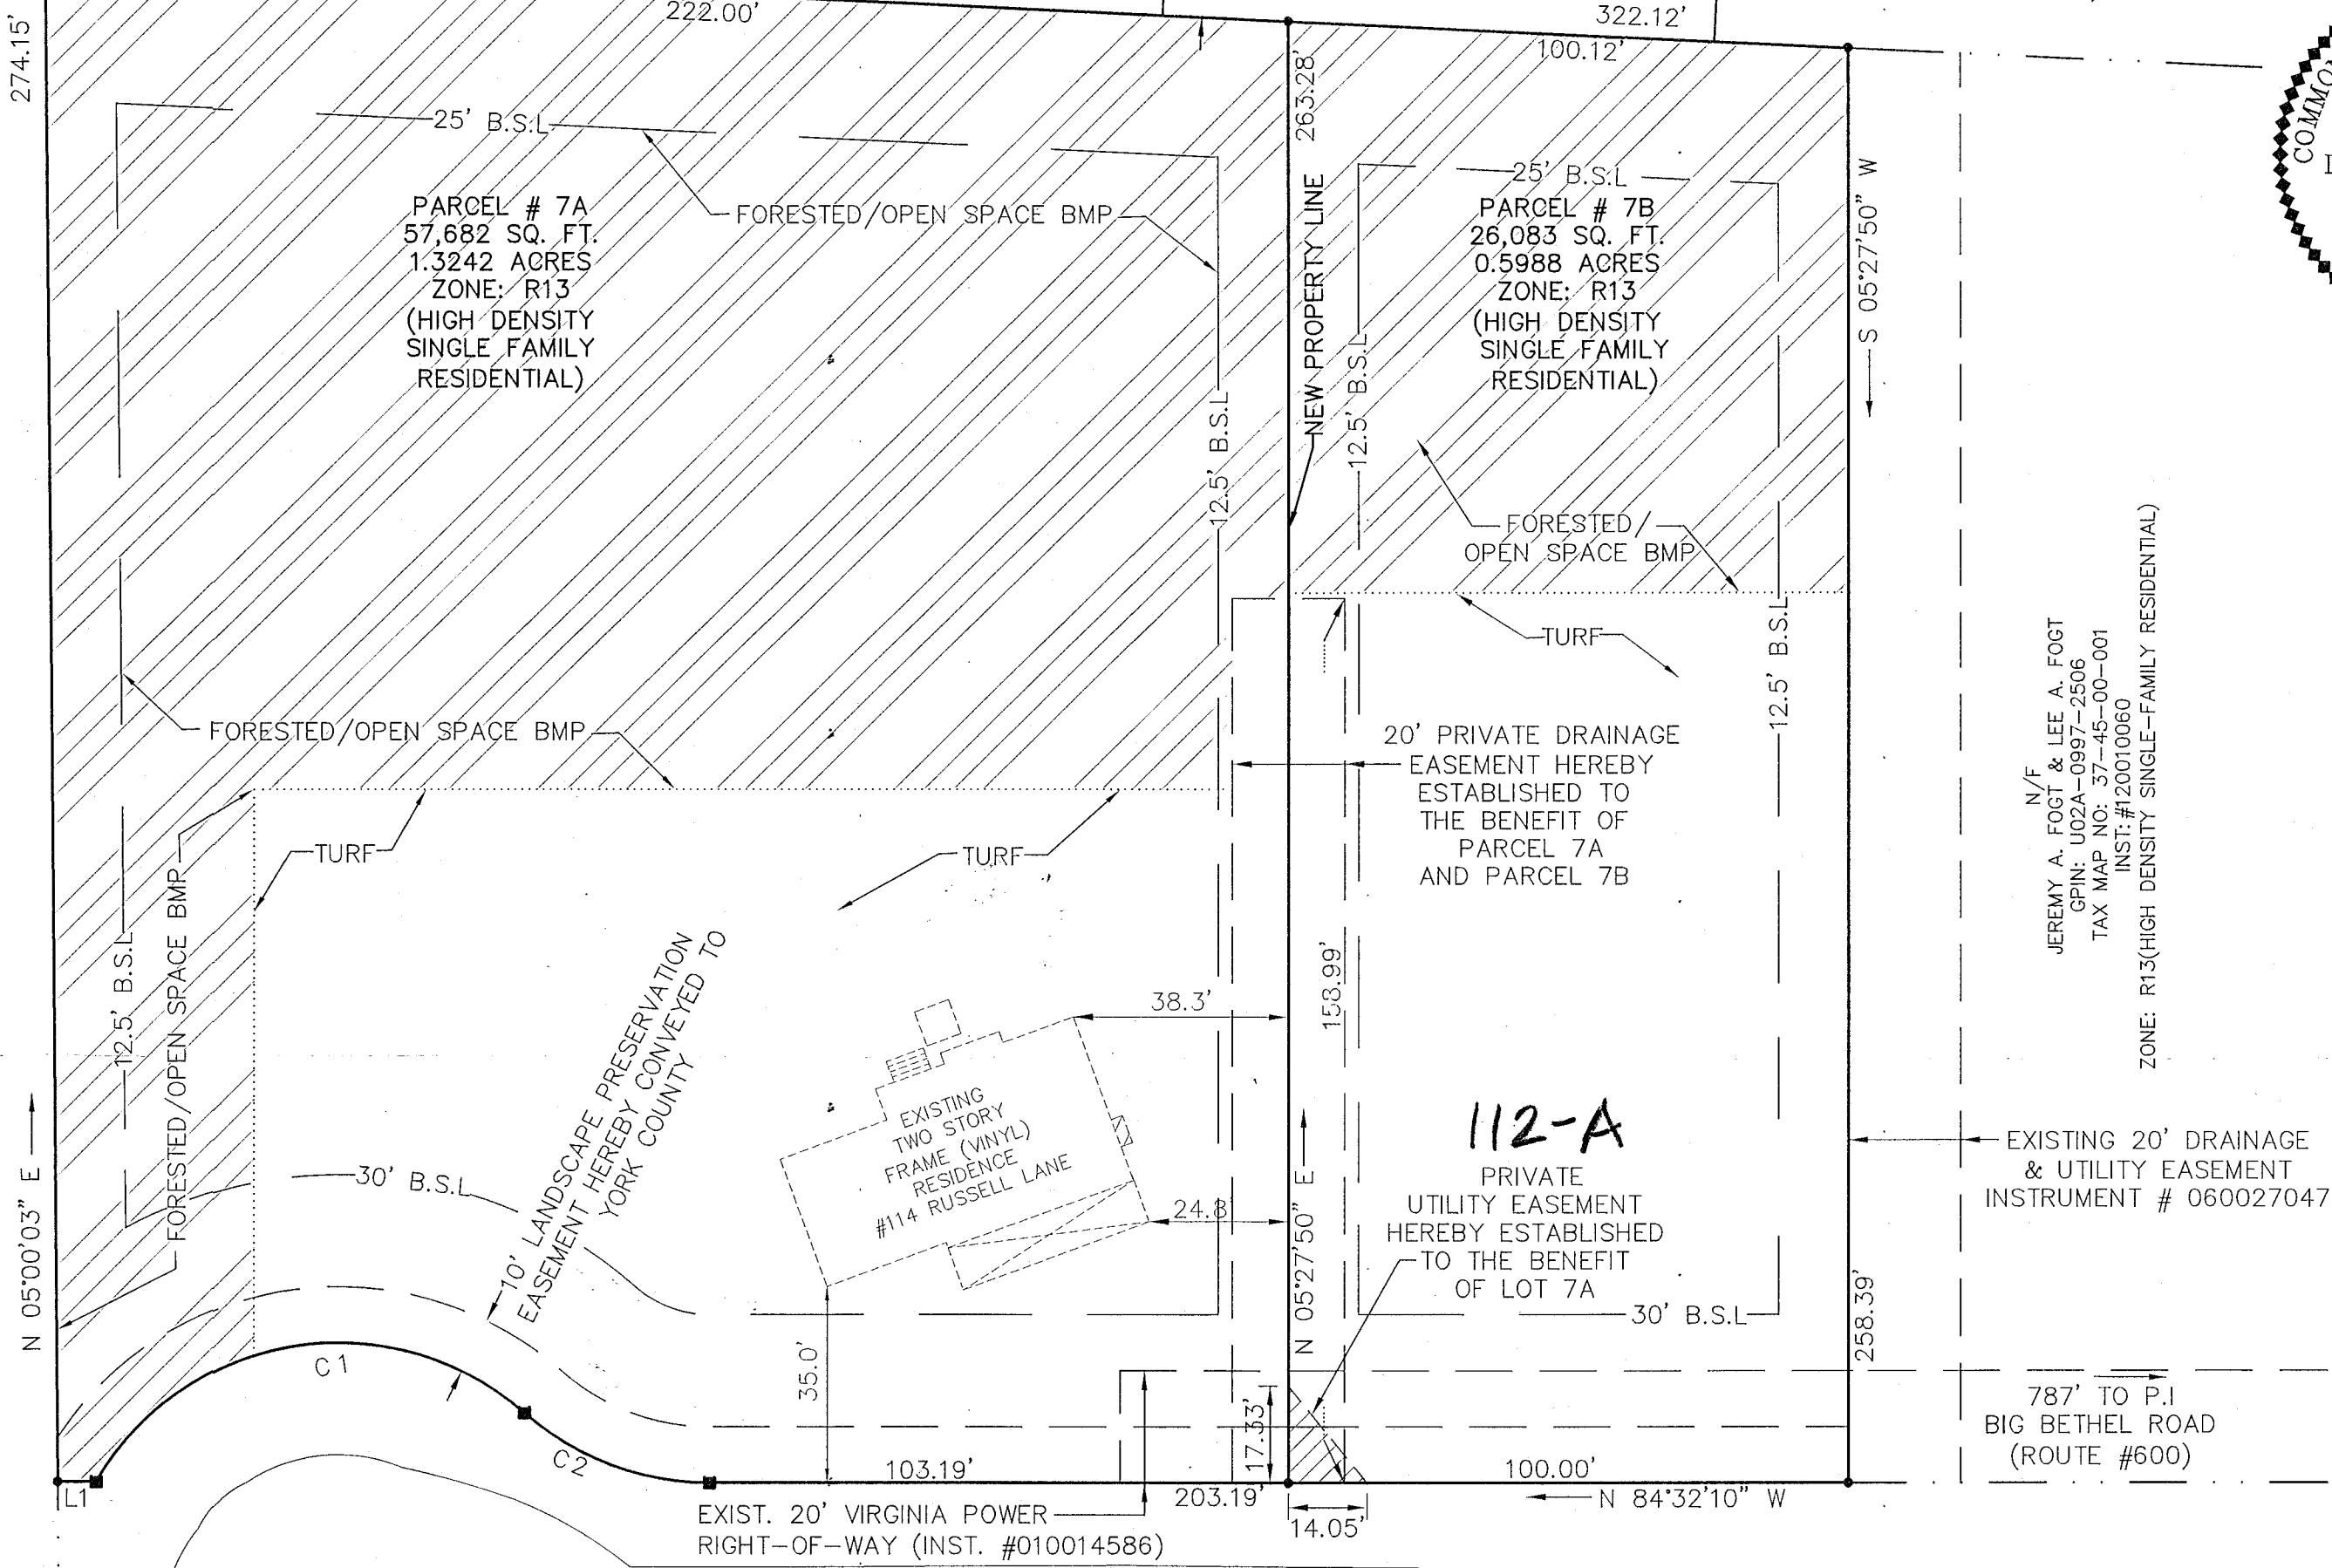 274.15'
222.00'
322.12'
100.12'
263.28'
COMMO
25' B.S.L
PARCEL # 7A
57,682 SQ. FT.
1.3242 ACRES
ZONE: R13
(HIGH DENSITY
SINGLE FAMILY
RESIDENTIAL)
FORESTED/OPEN SPACE BMP
12.5' B.S.L
NEW PROPERTY LINE
12.5' B.S.L
25' B.S.L
PARCEL # 7B
26,083 SQ. FT.
0.5988 ACRES
ZONE: R13
(HIGH DENSITY
SINGLE FAMILY
RESIDENTIAL)
S 05°27'50" W
FORESTED/
OPEN SPACE BMP
TURF
12.5' B.S.L
FORESTED/OPEN SPACE BMP
TURF
TURF
20' PRIVATE DRAINAGE
EASEMENT HEREBY
ESTABLISHED TO
THE BENEFIT OF
PARCEL 7A
AND PARCEL 7B
N/F
JEREMY A. FOGT & LEE A. FOGT
GPIN: U02A-0997-2506
TAX MAP NO: 37-45-00-001
INST:#120010060
ZONE: R13(HIGH DENSITY SINGLE-FAMILY RESIDENTIAL)
12.5' B.S.L
FORESTED/OPEN SPACE BMP
N 05°00'03" E
10' LANDSCAPE PRESERVATION
EASEMENT HEREBY CONVEYED TO
YORK COUNTY
30' B.S.L
38.3'
158.99'
EXISTING
TWO STORY
FRAME (VINYL)
RESIDENCE
#114 RUSSELL LANE
24.8
N 05°27'50" E
112-A
PRIVATE
UTILITY EASEMENT
HEREBY ESTABLISHED
TO THE BENEFIT
OF LOT 7A
30' B.S.L
EXISTING 20' DRAINAGE
& UTILITY EASEMENT
INSTRUMENT # 060027047
258.39'
C1
35.0'
17.33'
787' TO P.I
BIG BETHEL ROAD
(ROUTE #600)
C2
L1
103.19'
203.19'
100.00'
N 84°32'10" W
14.05'
EXIST. 20' VIRGINIA POWER
RIGHT-OF-WAY (INST. #010014586)